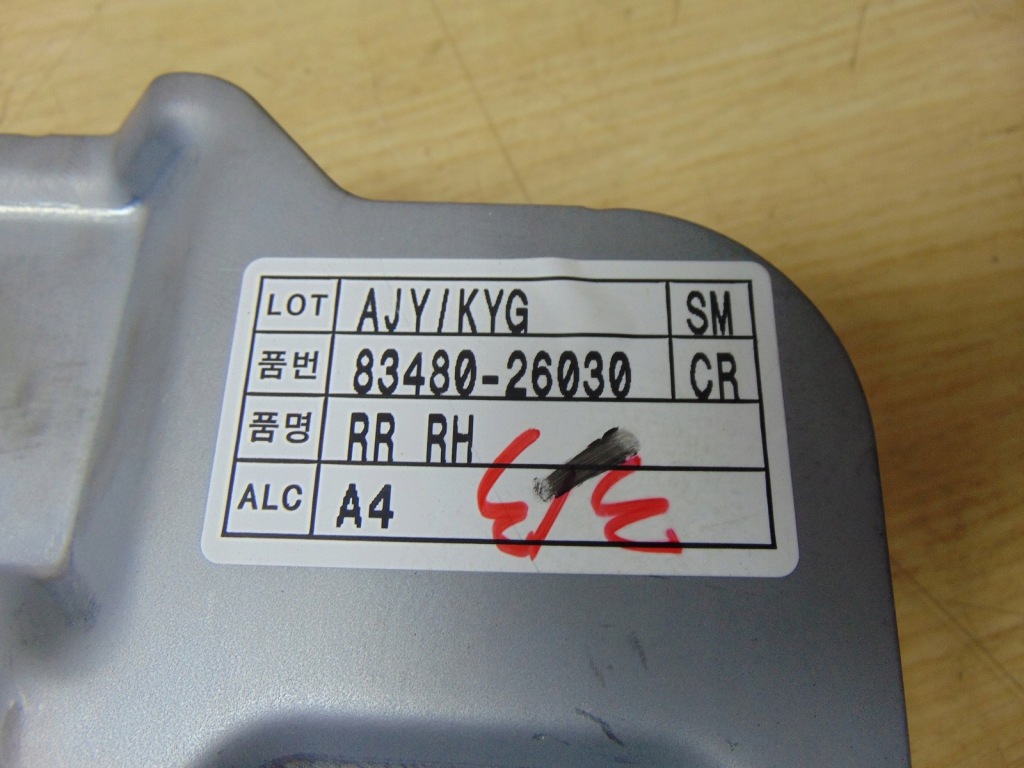 LOT AJY/KYG SM
품번 83480-26030 CR
품명 RR RH
ALC A4